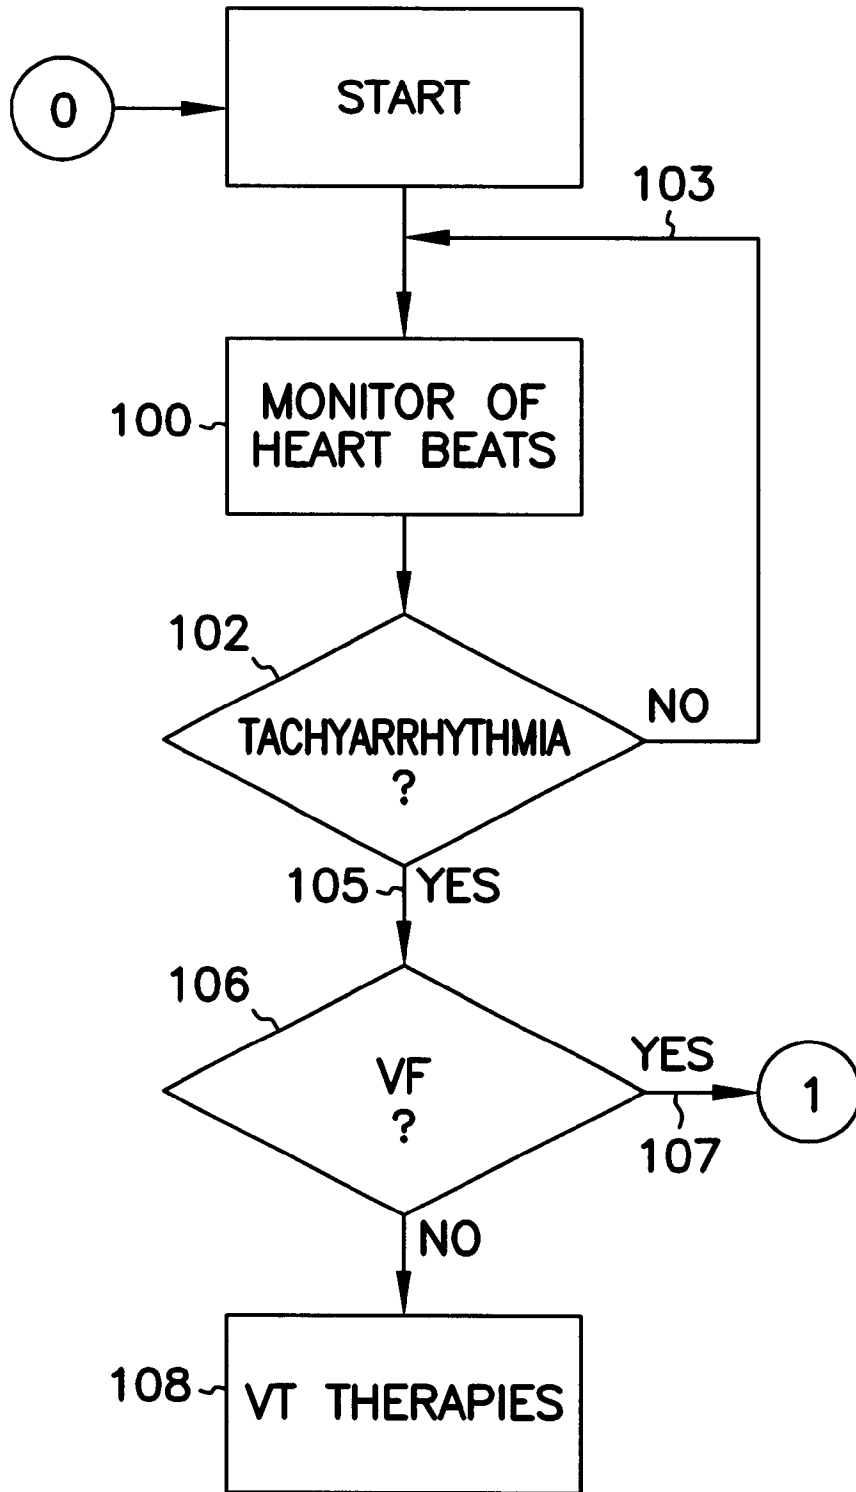 0
START
103
100
MONITOR OF
HEART BEATS
102
TACHYARRHYTHMIA
?
NO
105
YES
106
VF
?
YES
107
1
NO
108
VT THERAPIES